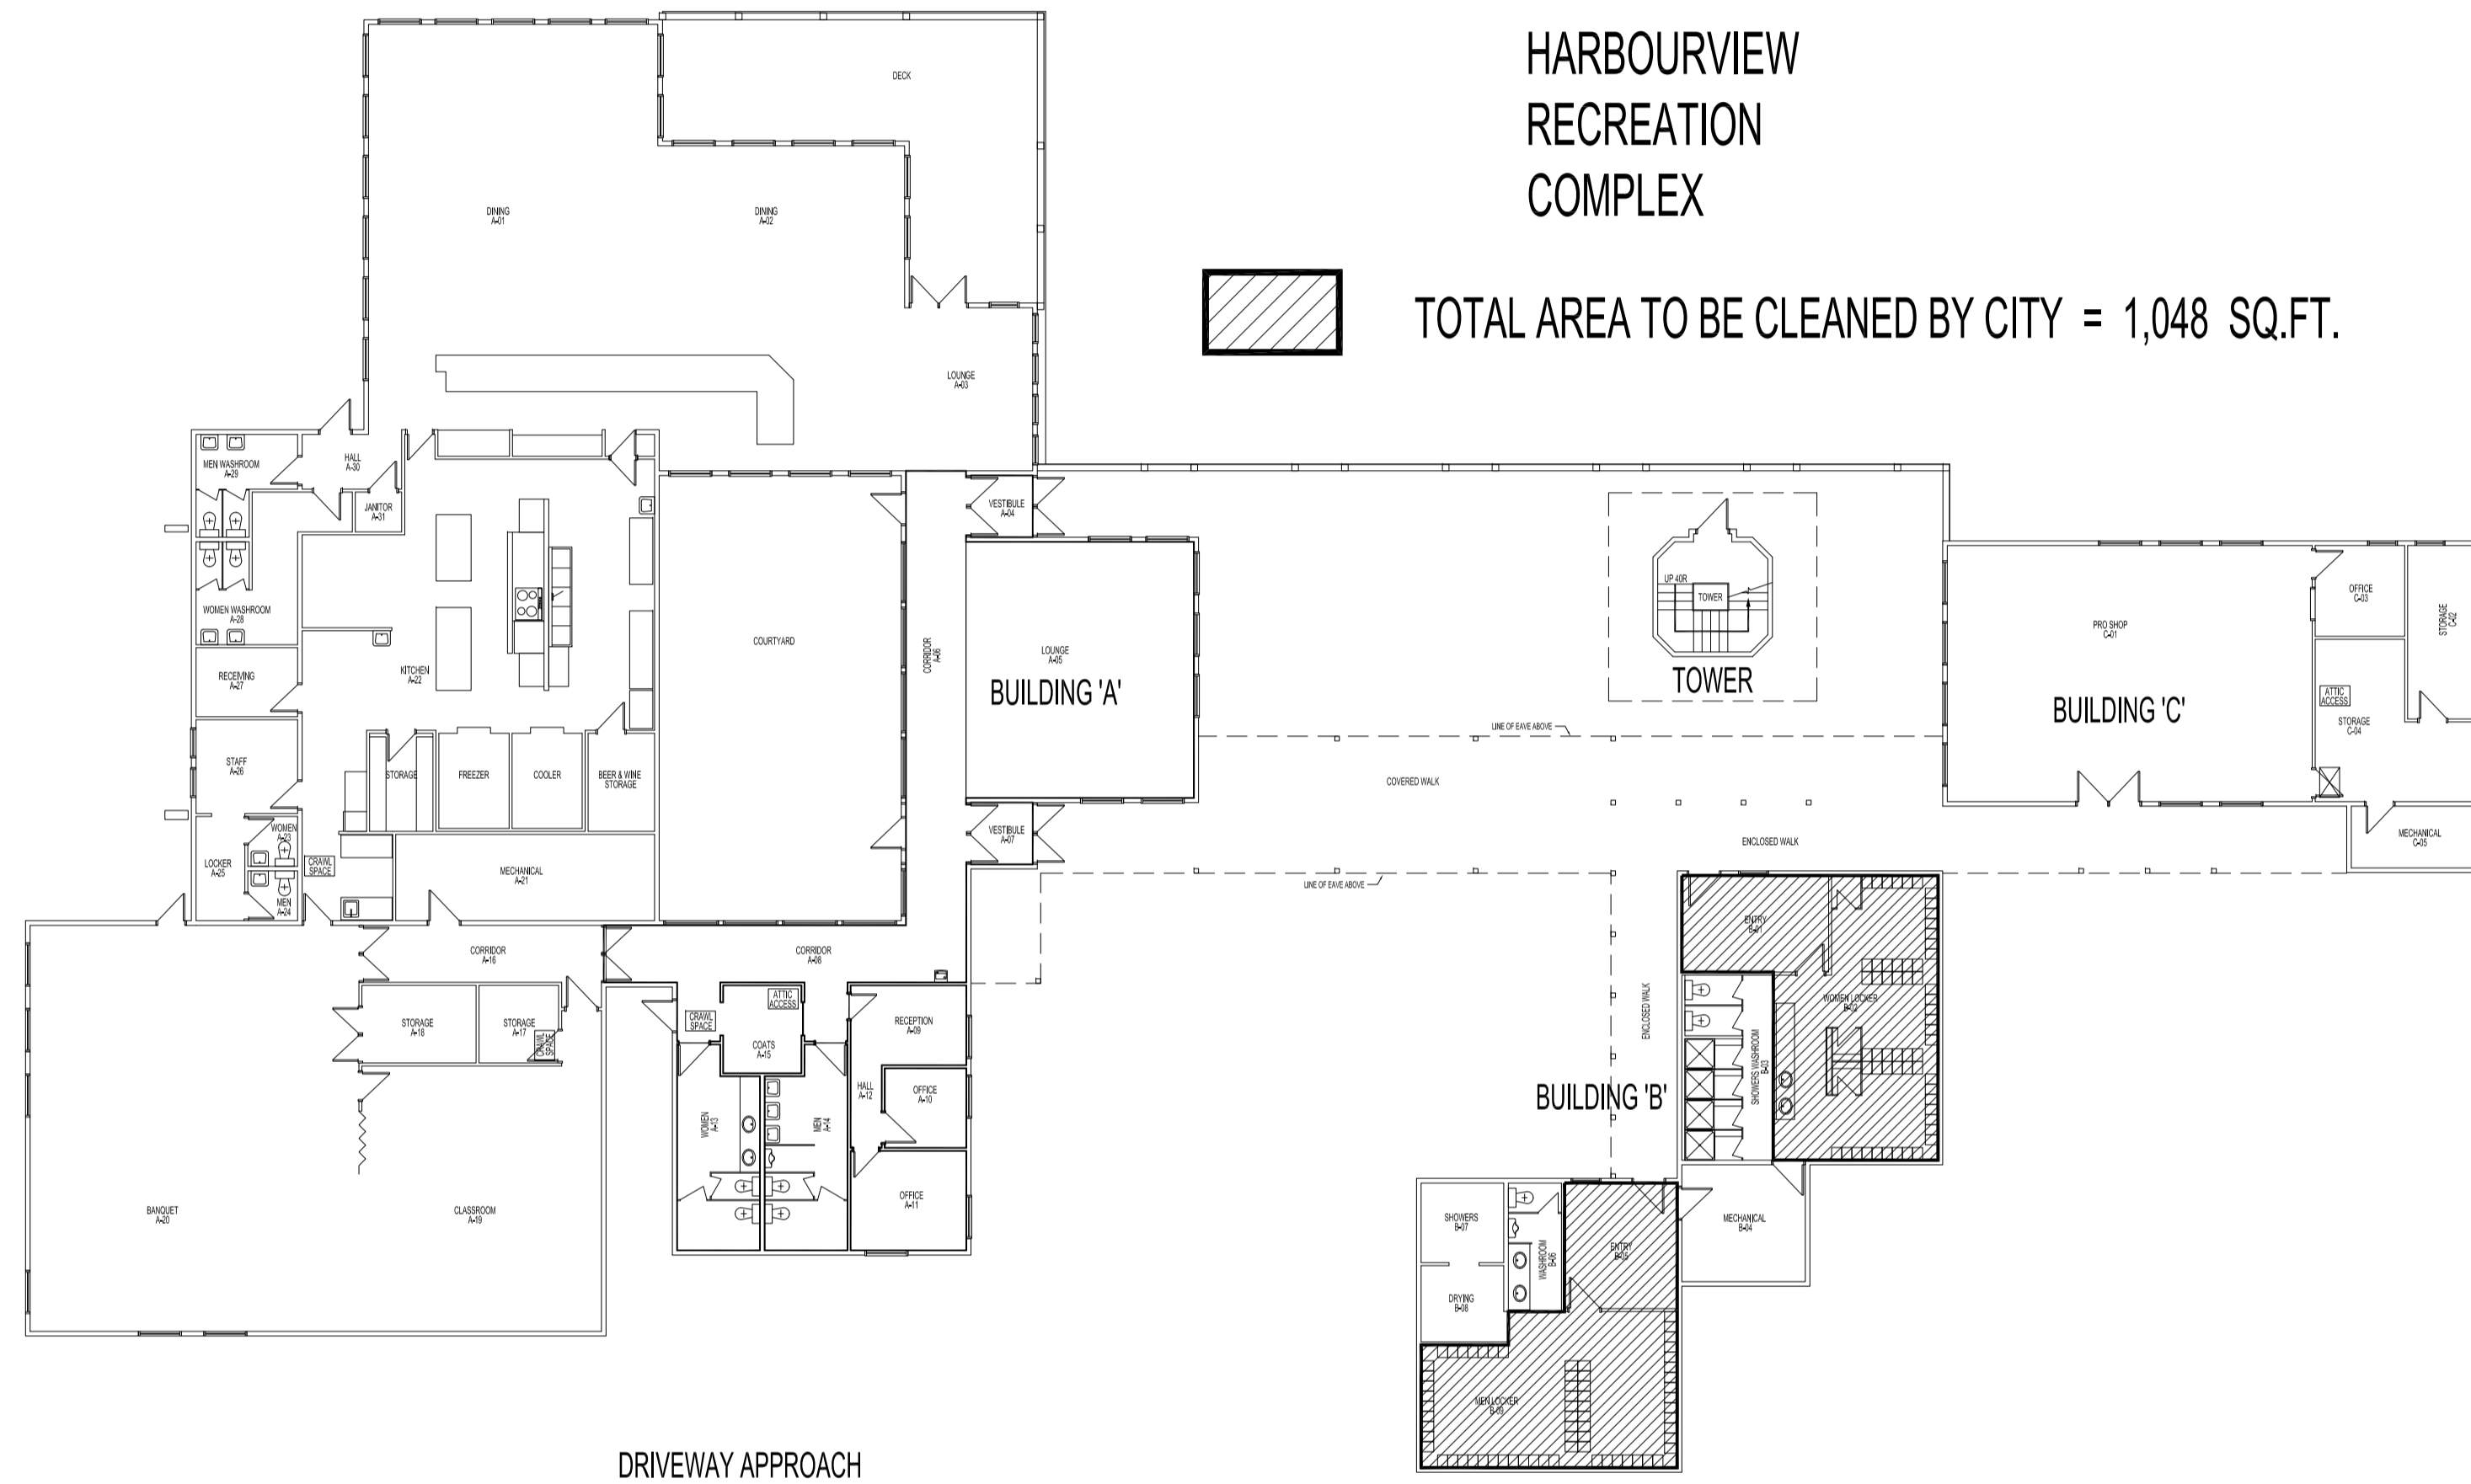 HARBOURVIEW
RECREATION
COMPLEX
TOTAL AREA TO BE CLEANED BY CITY = 1,048 SQ.FT.
DECK
DINING
A-01
DINING
A-02
LOUNGE
A-03
MEN WASHROOM
A-29
HALL
A-30
JANITOR
A-31
VESTIBULE
A-04
WOMEN WASHROOM
A-28
RECEIVING
A-27
KITCHEN
A-22
COURTYARD
CORRIDOR
A-06
LOUNGE
A-05
BUILDING 'A'
UP 40R
TOWER
TOWER
PRO SHOP
C-01
BUILDING 'C'
OFFICE
C-03
STORAGE
C-02
ATTIC
ACCESS
STORAGE
C-04
LINE OF EAVE ABOVE
COVERED WALK
STAFF
A-26
STORAGE
FREEZER
COOLER
BEER & WINE
STORAGE
WOMEN
A-23
LOCKER
A-25
CRAWL
SPACE
MEN
A-24
MECHANICAL
A-21
VESTIBULE
A-07
ENCLOSED WALK
MECHANICAL
C-05
LINE OF EAVE ABOVE
CORRIDOR
A-16
CORRIDOR
A-08
ENTRY
B-01
WOMEN LOCKER
B-02
STORAGE
A-18
STORAGE
A-17
CRAWL
SPACE
CRAWL
SPACE
ATTIC
ACCESS
COATS
A-15
RECEPTION
A-09
ENCLOSED WALK
SHOWERS WASHROOM
B-03
HALL
A-12
OFFICE
A-10
WOMEN
A-13
MEN
A-14
BUILDING 'B'
BANQUET
A-20
CLASSROOM
A-19
OFFICE
A-11
SHOWERS
B-07
WASHROOM
B-06
ENTRY
B-05
MECHANICAL
B-04
DRYING
B-08
MEN LOCKER
B-09
DRIVEWAY APPROACH